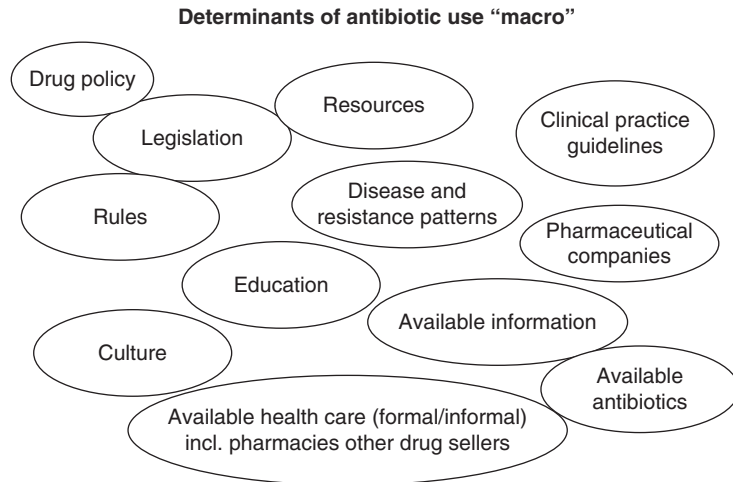 Determinants of antibiotic use “macro”
Drug policy
Legislation
Resources
Clinical practice
guidelines
Rules
Disease and
resistance patterns
Pharmaceutical
companies
Education
Available information
Culture
Available
antibiotics
Available health care (formal/informal)
incl. pharmacies other drug sellers